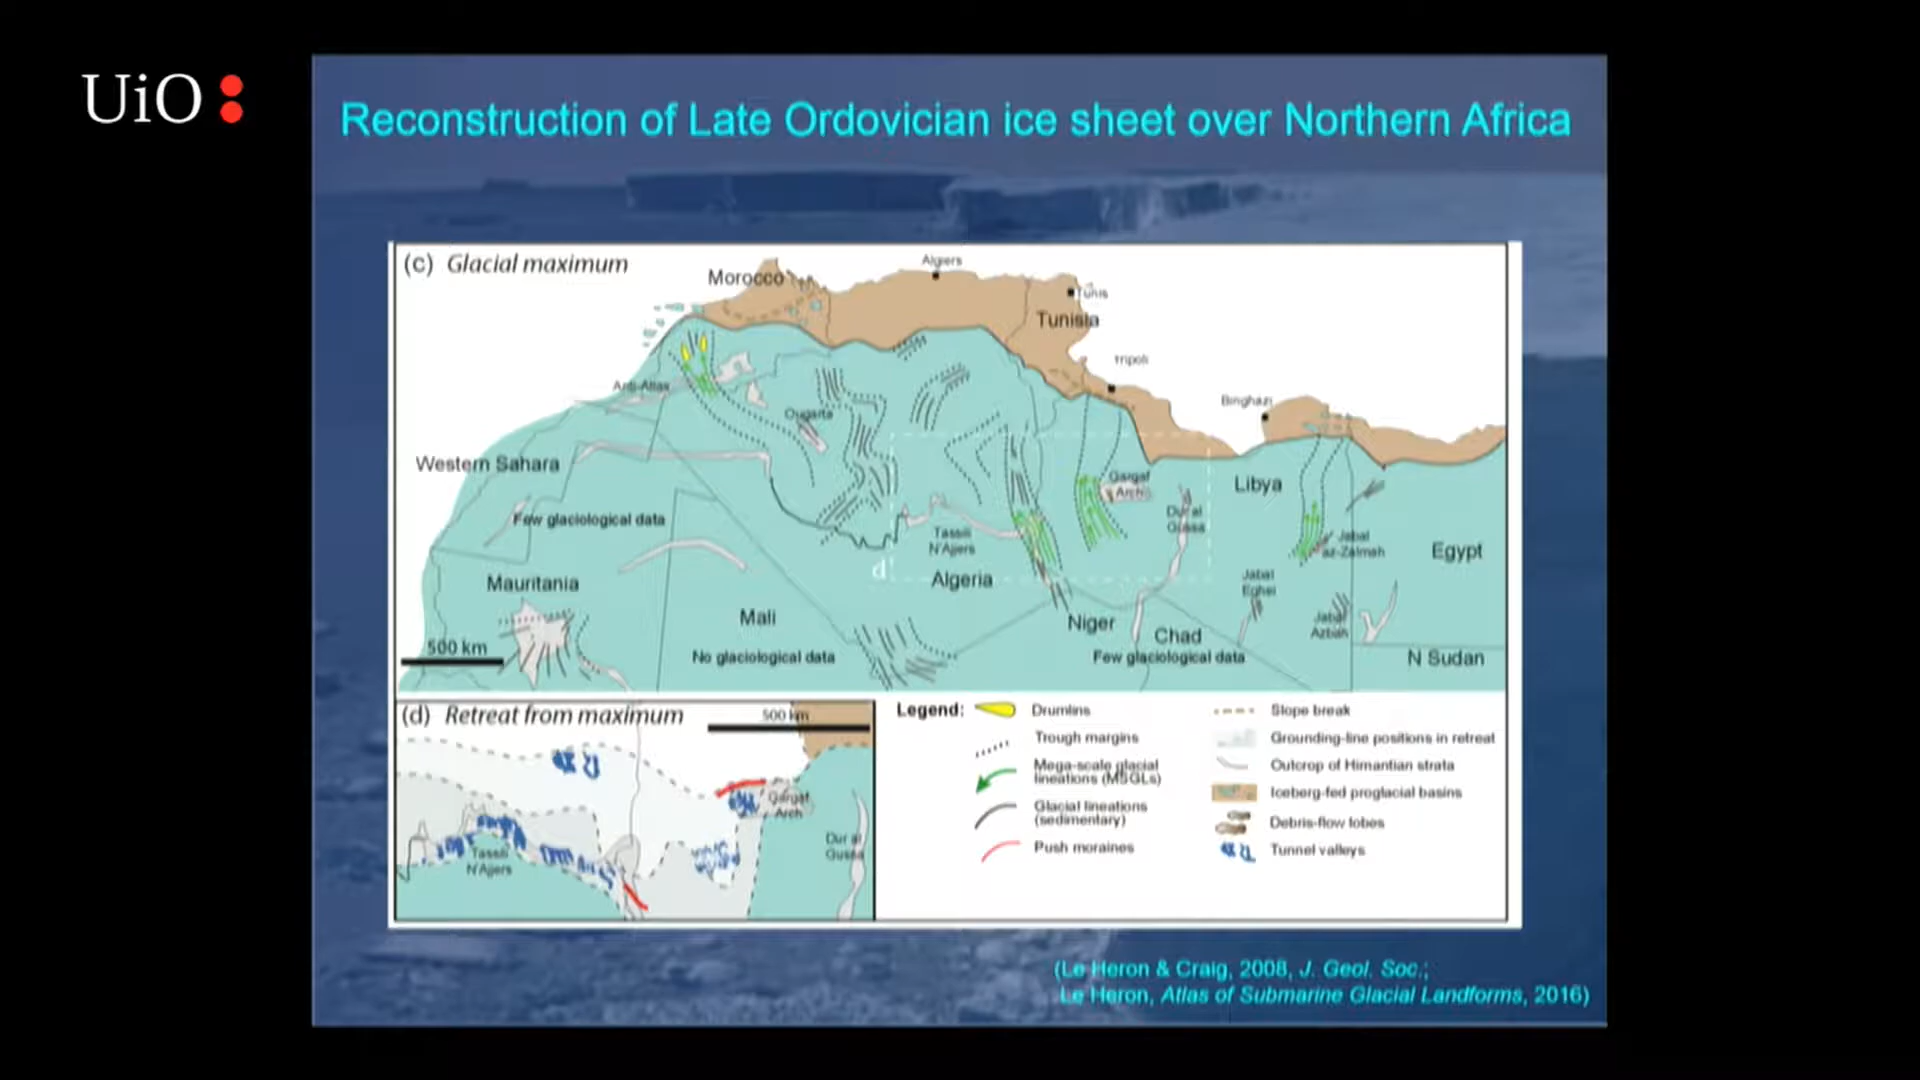 UiO
Reconstruction of Late Ordovician ice sheet over Northern Africa
(c) Glacial maximum
Morocco
Algiers
Tunis
Tunisia
Tripoli
Anti-Atlas
Ougarta
Binghazi
Western Sahara
Gargaf
Arch
Libya
Few glaciological data
Dur al
Gussa
Tassili
N'Ajjers
Jabal
az-Zalmah
Egypt
d
Algeria
Mauritania
Jabal
Eghei
Mali
Niger
Chad
Jabal
Azbah
500 km
No glaciological data
Few glaciological data
N Sudan
(d) Retreat from maximum
500 km
Gargaf
Arch
Dur al
Gussa
Tassili
N'Ajjers
Legend:
Drumlins
Trough margins
Mega-scale glacial
lineations (MSGLs)
Glacial lineations
(sedimentary)
Push moraines
Slope break
Grounding-line positions in retreat
Outcrop of Hirnantian strata
Iceberg-fed proglacial basins
Debris-flow lobes
Tunnel valleys
(Le Heron & Craig, 2008, J. Geol. Soc.;
Le Heron, Atlas of Submarine Glacial Landforms, 2016)